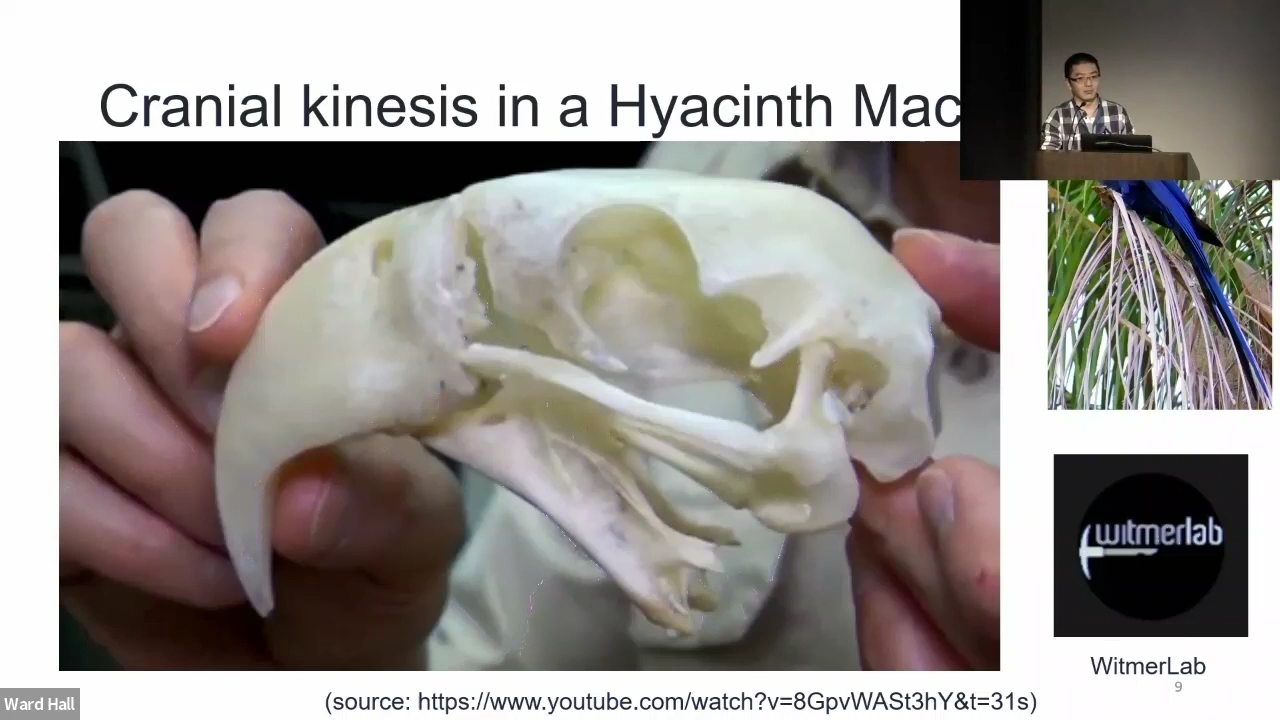 Cranial kinesis in a Hyacinth Mac
witmerlab
WitmerLab
9
(source: https://www.youtube.com/watch?v=8GpvWASt3hY&t=31s)
Ward Hall